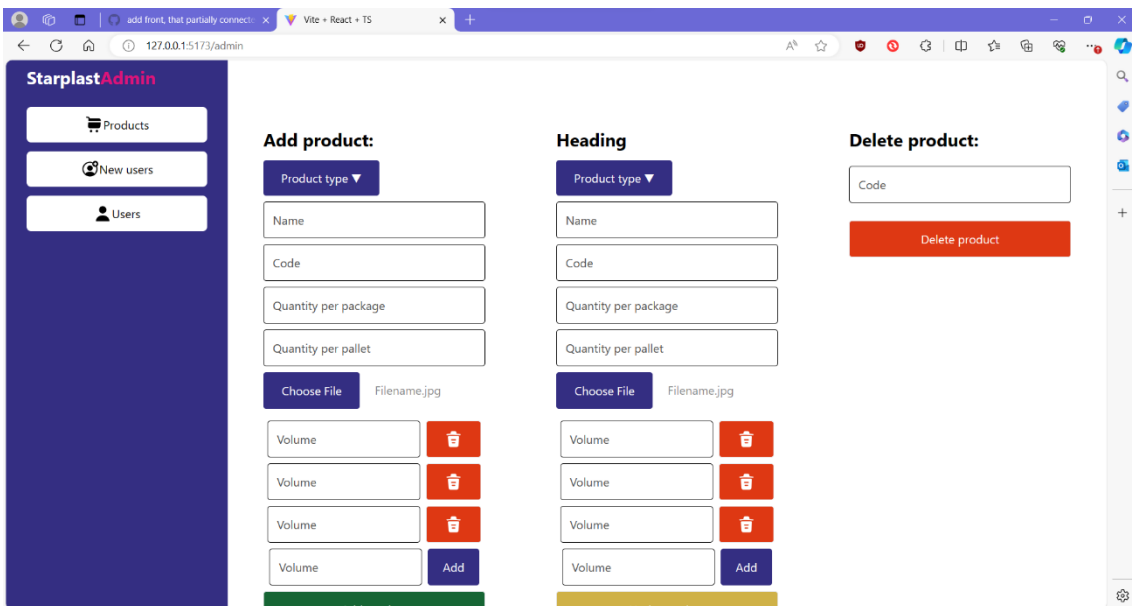 add front, that partially connecte
Vite + React + TS
127.0.0.1:5173/admin
StarplastAdmin
Products
New users
Users
Add product:
Product type ▼
Name
Code
Quantity per package
Quantity per pallet
Choose File Filename.jpg
Volume
Volume
Volume
Volume Add
Heading
Product type ▼
Name
Code
Quantity per package
Quantity per pallet
Choose File Filename.jpg
Volume
Volume
Volume
Volume Add
Delete product:
Code
Delete product